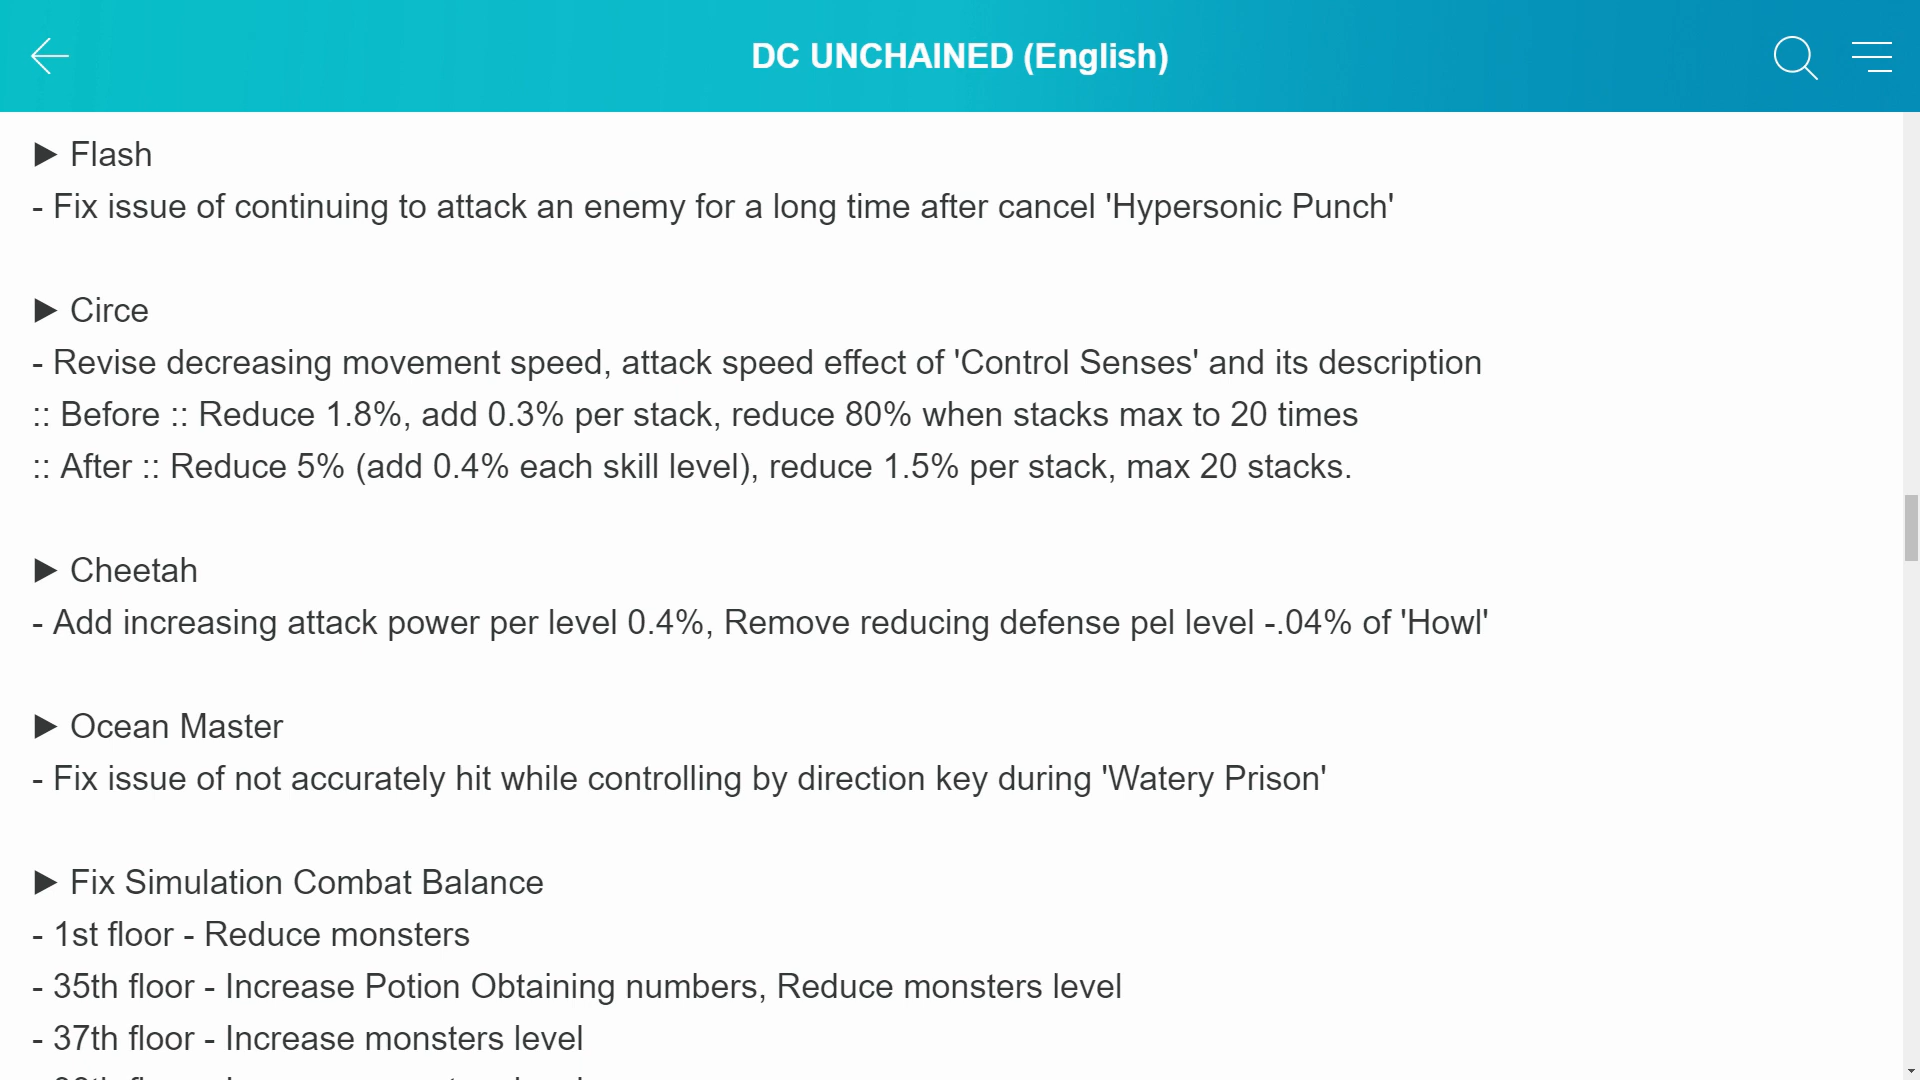 DC UNCHAINED (English)
▶ Flash
- Fix issue of continuing to attack an enemy for a long time after cancel 'Hypersonic Punch'
▶ Circe
- Revise decreasing movement speed, attack speed effect of 'Control Senses' and its description
:: Before :: Reduce 1.8%, add 0.3% per stack, reduce 80% when stacks max to 20 times
:: After :: Reduce 5% (add 0.4% each skill level), reduce 1.5% per stack, max 20 stacks.
▶ Cheetah
- Add increasing attack power per level 0.4%, Remove reducing defense pel level -.04% of 'Howl'
▶ Ocean Master
- Fix issue of not accurately hit while controlling by direction key during 'Watery Prison'
▶ Fix Simulation Combat Balance
- 1st floor - Reduce monsters
- 35th floor - Increase Potion Obtaining numbers, Reduce monsters level
- 37th floor - Increase monsters level